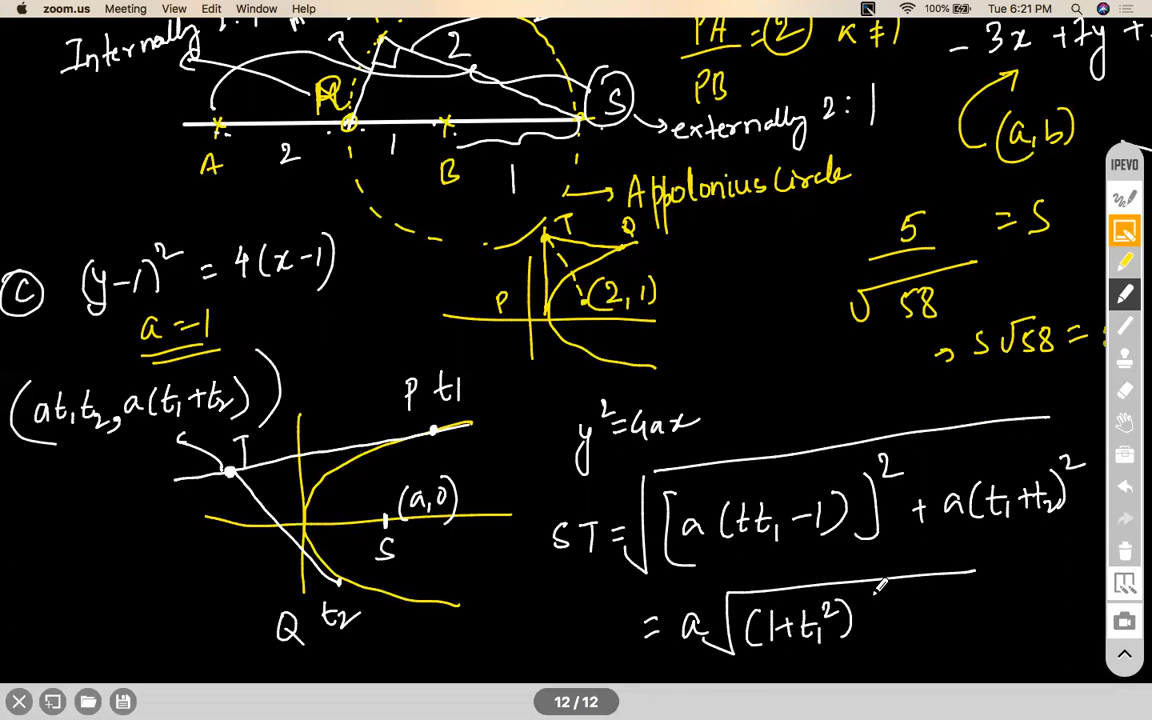 zoom.us Meeting View Edit Window Help 100% Tue 6:21 PM
Internally
2
A 2 1 B 1
S
externally 2 : 1
PA/PB = 2 K ≠ 1
- 3x + 7y +
(a, b)
Appolonius Circle
5/√58 = S
S√58 =
C (y-1)² = 4(x-1)
a = 1
T Q
P (2, 1)
(at₁t₂, a(t₁+t₂))
P t1
T
(a, 0)
S
Q t2
y² = 4ax
ST = √([a(tt₁-1)]² + a(t₁+t₂)²
= a√(1+t₁²)
IPEVO
12 / 12